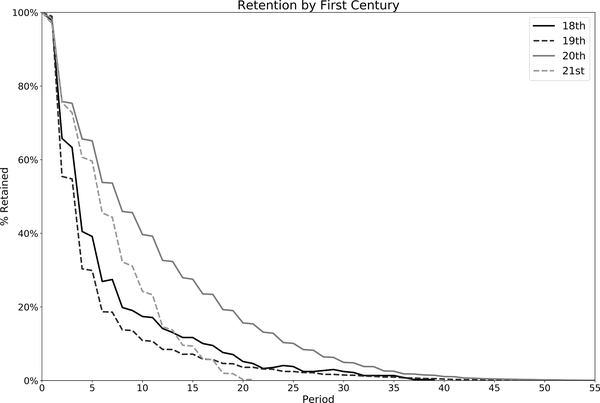 Retention by First Century
100%
80%
60%
40%
20%
0%
% Retained
18th
19th
20th
21st
0 5 10 15 20 25 30 35 40 45 50 55
Period